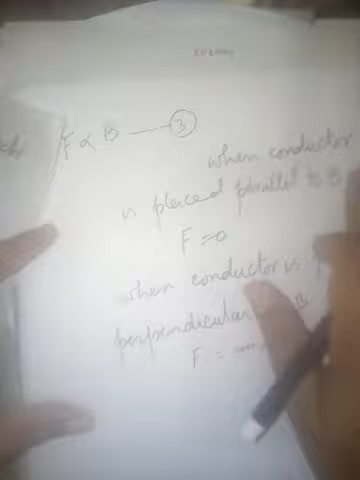 F ∝ B — ③
when conductor
is placed parallel to B
F = 0
when conductor is
perpendicular B
F =